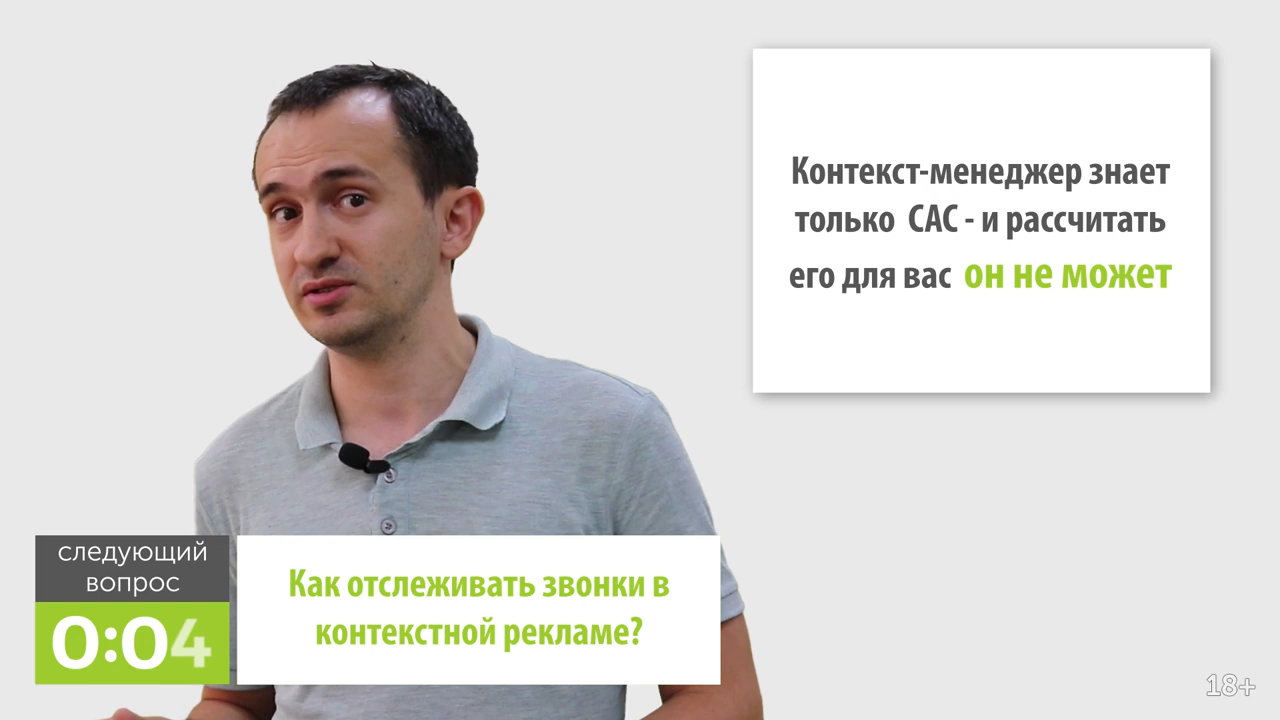 Контекст-менеджер знает
только САС - и рассчитать
его для вас он не может
следующий
вопрос
0:04
Как отслеживать звонки в
контекстной рекламе?
18+